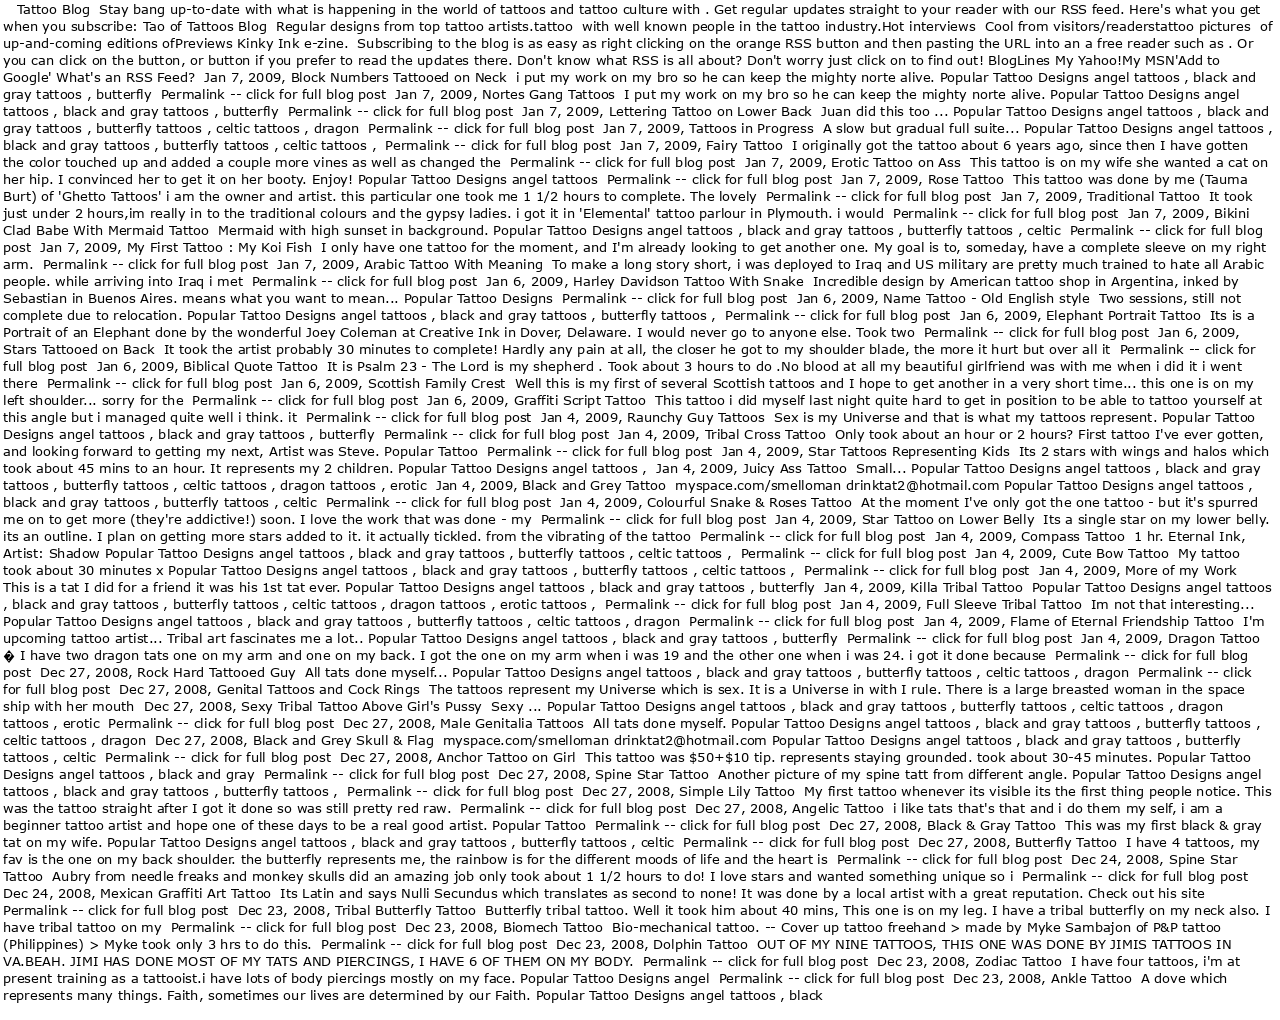 Tattoo Blog  Stay bang up-to-date with what is happening in the world of tattoos and tattoo culture with . Get regular updates straight to your reader with our RSS feed. Here's what you get
when you subscribe: Tao of Tattoos Blog  Regular designs from top tattoo artists.tattoo  with well known people in the tattoo industry.Hot interviews  Cool from visitors/readerstattoo pictures  of
up-and-coming editions ofPreviews Kinky Ink e-zine.  Subscribing to the blog is as easy as right clicking on the orange RSS button and then pasting the URL into an a free reader such as . Or
you can click on the button, or button if you prefer to read the updates there. Don't know what RSS is all about? Don't worry just click on to find out! BlogLines My Yahoo!My MSN'Add to
Google' What's an RSS Feed?  Jan 7, 2009, Block Numbers Tattooed on Neck  i put my work on my bro so he can keep the mighty norte alive. Popular Tattoo Designs angel tattoos , black and
gray tattoos , butterfly  Permalink -- click for full blog post  Jan 7, 2009, Nortes Gang Tattoos  I put my work on my bro so he can keep the mighty norte alive. Popular Tattoo Designs angel
tattoos , black and gray tattoos , butterfly  Permalink -- click for full blog post  Jan 7, 2009, Lettering Tattoo on Lower Back  Juan did this too ... Popular Tattoo Designs angel tattoos , black and
gray tattoos , butterfly tattoos , celtic tattoos , dragon  Permalink -- click for full blog post  Jan 7, 2009, Tattoos in Progress  A slow but gradual full suite... Popular Tattoo Designs angel tattoos ,
black and gray tattoos , butterfly tattoos , celtic tattoos ,  Permalink -- click for full blog post  Jan 7, 2009, Fairy Tattoo  I originally got the tattoo about 6 years ago, since then I have gotten
the color touched up and added a couple more vines as well as changed the  Permalink -- click for full blog post  Jan 7, 2009, Erotic Tattoo on Ass  This tattoo is on my wife she wanted a cat on
her hip. I convinced her to get it on her booty. Enjoy! Popular Tattoo Designs angel tattoos  Permalink -- click for full blog post  Jan 7, 2009, Rose Tattoo  This tattoo was done by me (Tauma
Burt) of 'Ghetto Tattoos' i am the owner and artist. this particular one took me 1 1/2 hours to complete. The lovely  Permalink -- click for full blog post  Jan 7, 2009, Traditional Tattoo  It took
just under 2 hours,im really in to the traditional colours and the gypsy ladies. i got it in 'Elemental' tattoo parlour in Plymouth. i would  Permalink -- click for full blog post  Jan 7, 2009, Bikini
Clad Babe With Mermaid Tattoo  Mermaid with high sunset in background. Popular Tattoo Designs angel tattoos , black and gray tattoos , butterfly tattoos , celtic  Permalink -- click for full blog
post  Jan 7, 2009, My First Tattoo : My Koi Fish  I only have one tattoo for the moment, and I'm already looking to get another one. My goal is to, someday, have a complete sleeve on my right
arm.  Permalink -- click for full blog post  Jan 7, 2009, Arabic Tattoo With Meaning  To make a long story short, i was deployed to Iraq and US military are pretty much trained to hate all Arabic
people. while arriving into Iraq i met  Permalink -- click for full blog post  Jan 6, 2009, Harley Davidson Tattoo With Snake  Incredible design by American tattoo shop in Argentina, inked by
Sebastian in Buenos Aires. means what you want to mean... Popular Tattoo Designs  Permalink -- click for full blog post  Jan 6, 2009, Name Tattoo - Old English style  Two sessions, still not
complete due to relocation. Popular Tattoo Designs angel tattoos , black and gray tattoos , butterfly tattoos ,  Permalink -- click for full blog post  Jan 6, 2009, Elephant Portrait Tattoo  Its is a
Portrait of an Elephant done by the wonderful Joey Coleman at Creative Ink in Dover, Delaware. I would never go to anyone else. Took two  Permalink -- click for full blog post  Jan 6, 2009,
Stars Tattooed on Back  It took the artist probably 30 minutes to complete! Hardly any pain at all, the closer he got to my shoulder blade, the more it hurt but over all it  Permalink -- click for
full blog post  Jan 6, 2009, Biblical Quote Tattoo  It is Psalm 23 - The Lord is my shepherd . Took about 3 hours to do .No blood at all my beautiful girlfriend was with me when i did it i went
there  Permalink -- click for full blog post  Jan 6, 2009, Scottish Family Crest  Well this is my first of several Scottish tattoos and I hope to get another in a very short time... this one is on my
left shoulder... sorry for the  Permalink -- click for full blog post  Jan 6, 2009, Graffiti Script Tattoo  This tattoo i did myself last night quite hard to get in position to be able to tattoo yourself at
this angle but i managed quite well i think. it  Permalink -- click for full blog post  Jan 4, 2009, Raunchy Guy Tattoos  Sex is my Universe and that is what my tattoos represent. Popular Tattoo
Designs angel tattoos , black and gray tattoos , butterfly  Permalink -- click for full blog post  Jan 4, 2009, Tribal Cross Tattoo  Only took about an hour or 2 hours? First tattoo I've ever gotten,
and looking forward to getting my next, Artist was Steve. Popular Tattoo  Permalink -- click for full blog post  Jan 4, 2009, Star Tattoos Representing Kids  Its 2 stars with wings and halos which
took about 45 mins to an hour. It represents my 2 children. Popular Tattoo Designs angel tattoos ,  Jan 4, 2009, Juicy Ass Tattoo  Small... Popular Tattoo Designs angel tattoos , black and gray
tattoos , butterfly tattoos , celtic tattoos , dragon tattoos , erotic  Jan 4, 2009, Black and Grey Tattoo  myspace.com/smelloman drinktat2@hotmail.com Popular Tattoo Designs angel tattoos ,
black and gray tattoos , butterfly tattoos , celtic  Permalink -- click for full blog post  Jan 4, 2009, Colourful Snake & Roses Tattoo  At the moment I've only got the one tattoo - but it's spurred
me on to get more (they're addictive!) soon. I love the work that was done - my  Permalink -- click for full blog post  Jan 4, 2009, Star Tattoo on Lower Belly  Its a single star on my lower belly.
its an outline. I plan on getting more stars added to it. it actually tickled. from the vibrating of the tattoo  Permalink -- click for full blog post  Jan 4, 2009, Compass Tattoo  1 hr. Eternal Ink,
Artist: Shadow Popular Tattoo Designs angel tattoos , black and gray tattoos , butterfly tattoos , celtic tattoos ,  Permalink -- click for full blog post  Jan 4, 2009, Cute Bow Tattoo  My tattoo
took about 30 minutes x Popular Tattoo Designs angel tattoos , black and gray tattoos , butterfly tattoos , celtic tattoos ,  Permalink -- click for full blog post  Jan 4, 2009, More of my Work
This is a tat I did for a friend it was his 1st tat ever. Popular Tattoo Designs angel tattoos , black and gray tattoos , butterfly  Jan 4, 2009, Killa Tribal Tattoo  Popular Tattoo Designs angel tattoos
, black and gray tattoos , butterfly tattoos , celtic tattoos , dragon tattoos , erotic tattoos ,  Permalink -- click for full blog post  Jan 4, 2009, Full Sleeve Tribal Tattoo  Im not that interesting...
Popular Tattoo Designs angel tattoos , black and gray tattoos , butterfly tattoos , celtic tattoos , dragon  Permalink -- click for full blog post  Jan 4, 2009, Flame of Eternal Friendship Tattoo  I'm
upcoming tattoo artist... Tribal art fascinates me a lot.. Popular Tattoo Designs angel tattoos , black and gray tattoos , butterfly  Permalink -- click for full blog post  Jan 4, 2009, Dragon Tattoo
� I have two dragon tats one on my arm and one on my back. I got the one on my arm when i was 19 and the other one when i was 24. i got it done because  Permalink -- click for full blog
post  Dec 27, 2008, Rock Hard Tattooed Guy  All tats done myself... Popular Tattoo Designs angel tattoos , black and gray tattoos , butterfly tattoos , celtic tattoos , dragon  Permalink -- click
for full blog post  Dec 27, 2008, Genital Tattoos and Cock Rings  The tattoos represent my Universe which is sex. It is a Universe in with I rule. There is a large breasted woman in the space
ship with her mouth  Dec 27, 2008, Sexy Tribal Tattoo Above Girl's Pussy  Sexy ... Popular Tattoo Designs angel tattoos , black and gray tattoos , butterfly tattoos , celtic tattoos , dragon
tattoos , erotic  Permalink -- click for full blog post  Dec 27, 2008, Male Genitalia Tattoos  All tats done myself. Popular Tattoo Designs angel tattoos , black and gray tattoos , butterfly tattoos ,
celtic tattoos , dragon  Dec 27, 2008, Black and Grey Skull & Flag  myspace.com/smelloman drinktat2@hotmail.com Popular Tattoo Designs angel tattoos , black and gray tattoos , butterfly
tattoos , celtic  Permalink -- click for full blog post  Dec 27, 2008, Anchor Tattoo on Girl  This tattoo was $50+$10 tip. represents staying grounded. took about 30-45 minutes. Popular Tattoo
Designs angel tattoos , black and gray  Permalink -- click for full blog post  Dec 27, 2008, Spine Star Tattoo  Another picture of my spine tatt from different angle. Popular Tattoo Designs angel
tattoos , black and gray tattoos , butterfly tattoos ,  Permalink -- click for full blog post  Dec 27, 2008, Simple Lily Tattoo  My first tattoo whenever its visible its the first thing people notice. This
was the tattoo straight after I got it done so was still pretty red raw.  Permalink -- click for full blog post  Dec 27, 2008, Angelic Tattoo  i like tats that's that and i do them my self, i am a
beginner tattoo artist and hope one of these days to be a real good artist. Popular Tattoo  Permalink -- click for full blog post  Dec 27, 2008, Black & Gray Tattoo  This was my first black & gray
tat on my wife. Popular Tattoo Designs angel tattoos , black and gray tattoos , butterfly tattoos , celtic  Permalink -- click for full blog post  Dec 27, 2008, Butterfly Tattoo  I have 4 tattoos, my
fav is the one on my back shoulder. the butterfly represents me, the rainbow is for the different moods of life and the heart is  Permalink -- click for full blog post  Dec 24, 2008, Spine Star
Tattoo  Aubry from needle freaks and monkey skulls did an amazing job only took about 1 1/2 hours to do! I love stars and wanted something unique so i  Permalink -- click for full blog post
Dec 24, 2008, Mexican Graffiti Art Tattoo  Its Latin and says Nulli Secundus which translates as second to none! It was done by a local artist with a great reputation. Check out his site
Permalink -- click for full blog post  Dec 23, 2008, Tribal Butterfly Tattoo  Butterfly tribal tattoo. Well it took him about 40 mins, This one is on my leg. I have a tribal butterfly on my neck also. I
have tribal tattoo on my  Permalink -- click for full blog post  Dec 23, 2008, Biomech Tattoo  Bio-mechanical tattoo. -- Cover up tattoo freehand > made by Myke Sambajon of P&P tattoo
(Philippines) > Myke took only 3 hrs to do this.  Permalink -- click for full blog post  Dec 23, 2008, Dolphin Tattoo  OUT OF MY NINE TATTOOS, THIS ONE WAS DONE BY JIMIS TATTOOS IN
VA.BEAH. JIMI HAS DONE MOST OF MY TATS AND PIERCINGS, I HAVE 6 OF THEM ON MY BODY.  Permalink -- click for full blog post  Dec 23, 2008, Zodiac Tattoo  I have four tattoos, i'm at
present training as a tattooist.i have lots of body piercings mostly on my face. Popular Tattoo Designs angel  Permalink -- click for full blog post  Dec 23, 2008, Ankle Tattoo  A dove which
represents many things. Faith, sometimes our lives are determined by our Faith. Popular Tattoo Designs angel tattoos , black